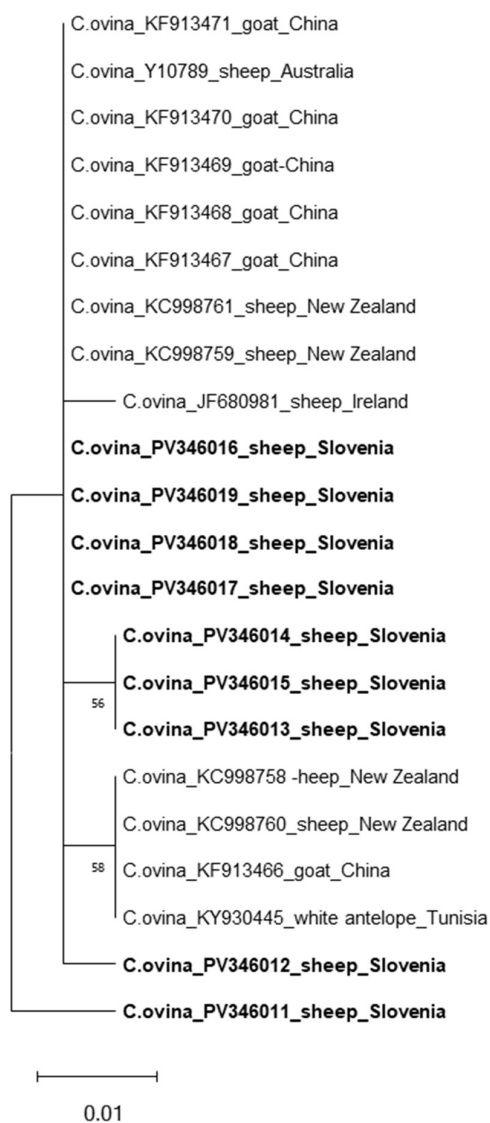 C.ovina_KF913471_goat_China
C.ovina_Y10789_sheep_Australia
C.ovina_KF913470_goat_China
C.ovina_KF913469_goat-China
C.ovina_KF913468_goat_China
C.ovina_KF913467_goat_China
C.ovina_KC998761_sheep_New Zealand
C.ovina_KC998759_sheep_New Zealand
C.ovina_JF680981_sheep_Ireland
C.ovina_PV346016_sheep_Slovenia
C.ovina_PV346019_sheep_Slovenia
C.ovina_PV346018_sheep_Slovenia
C.ovina_PV346017_sheep_Slovenia
C.ovina_PV346014_sheep_Slovenia
C.ovina_PV346015_sheep_Slovenia
56
C.ovina_PV346013_sheep_Slovenia
C.ovina_KC998758 -heep_New Zealand
C.ovina_KC998760_sheep_New Zealand
58
C.ovina_KF913466_goat_China
C.ovina_KY930445_white antelope_Tunisia
C.ovina_PV346012_sheep_Slovenia
C.ovina_PV346011_sheep_Slovenia
0.01